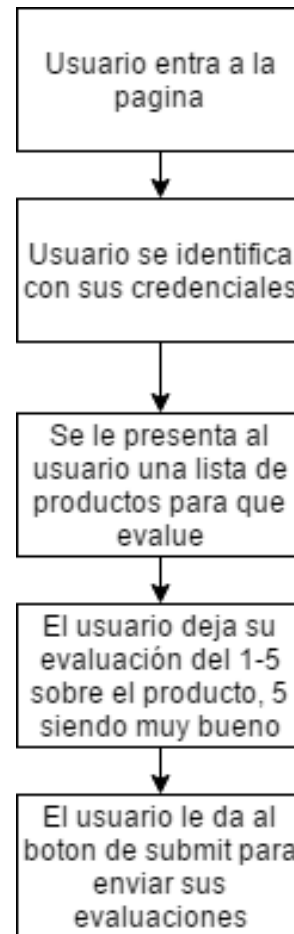 Usuario entra a la
pagina
Usuario se identifica
con sus credenciales
Se le presenta al
usuario una lista de
productos para que
evalue
El usuario deja su
evaluación del 1-5
sobre el producto, 5
siendo muy bueno
El usuario le da al
boton de submit para
enviar sus
evaluaciones